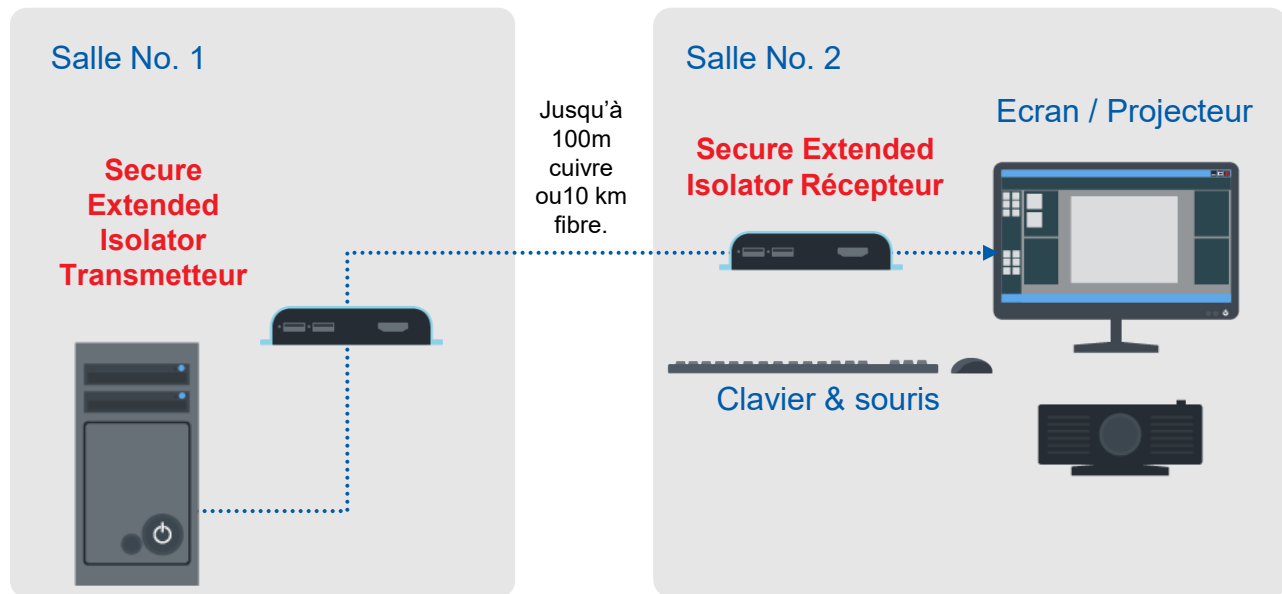 Salle No. 1
Secure
Extended
Isolator
Transmetteur
Jusqu'à
100m
cuivre
ou10 km
fibre.
Salle No. 2
Ecran / Projecteur
Secure Extended
Isolator Récepteur
Clavier & souris